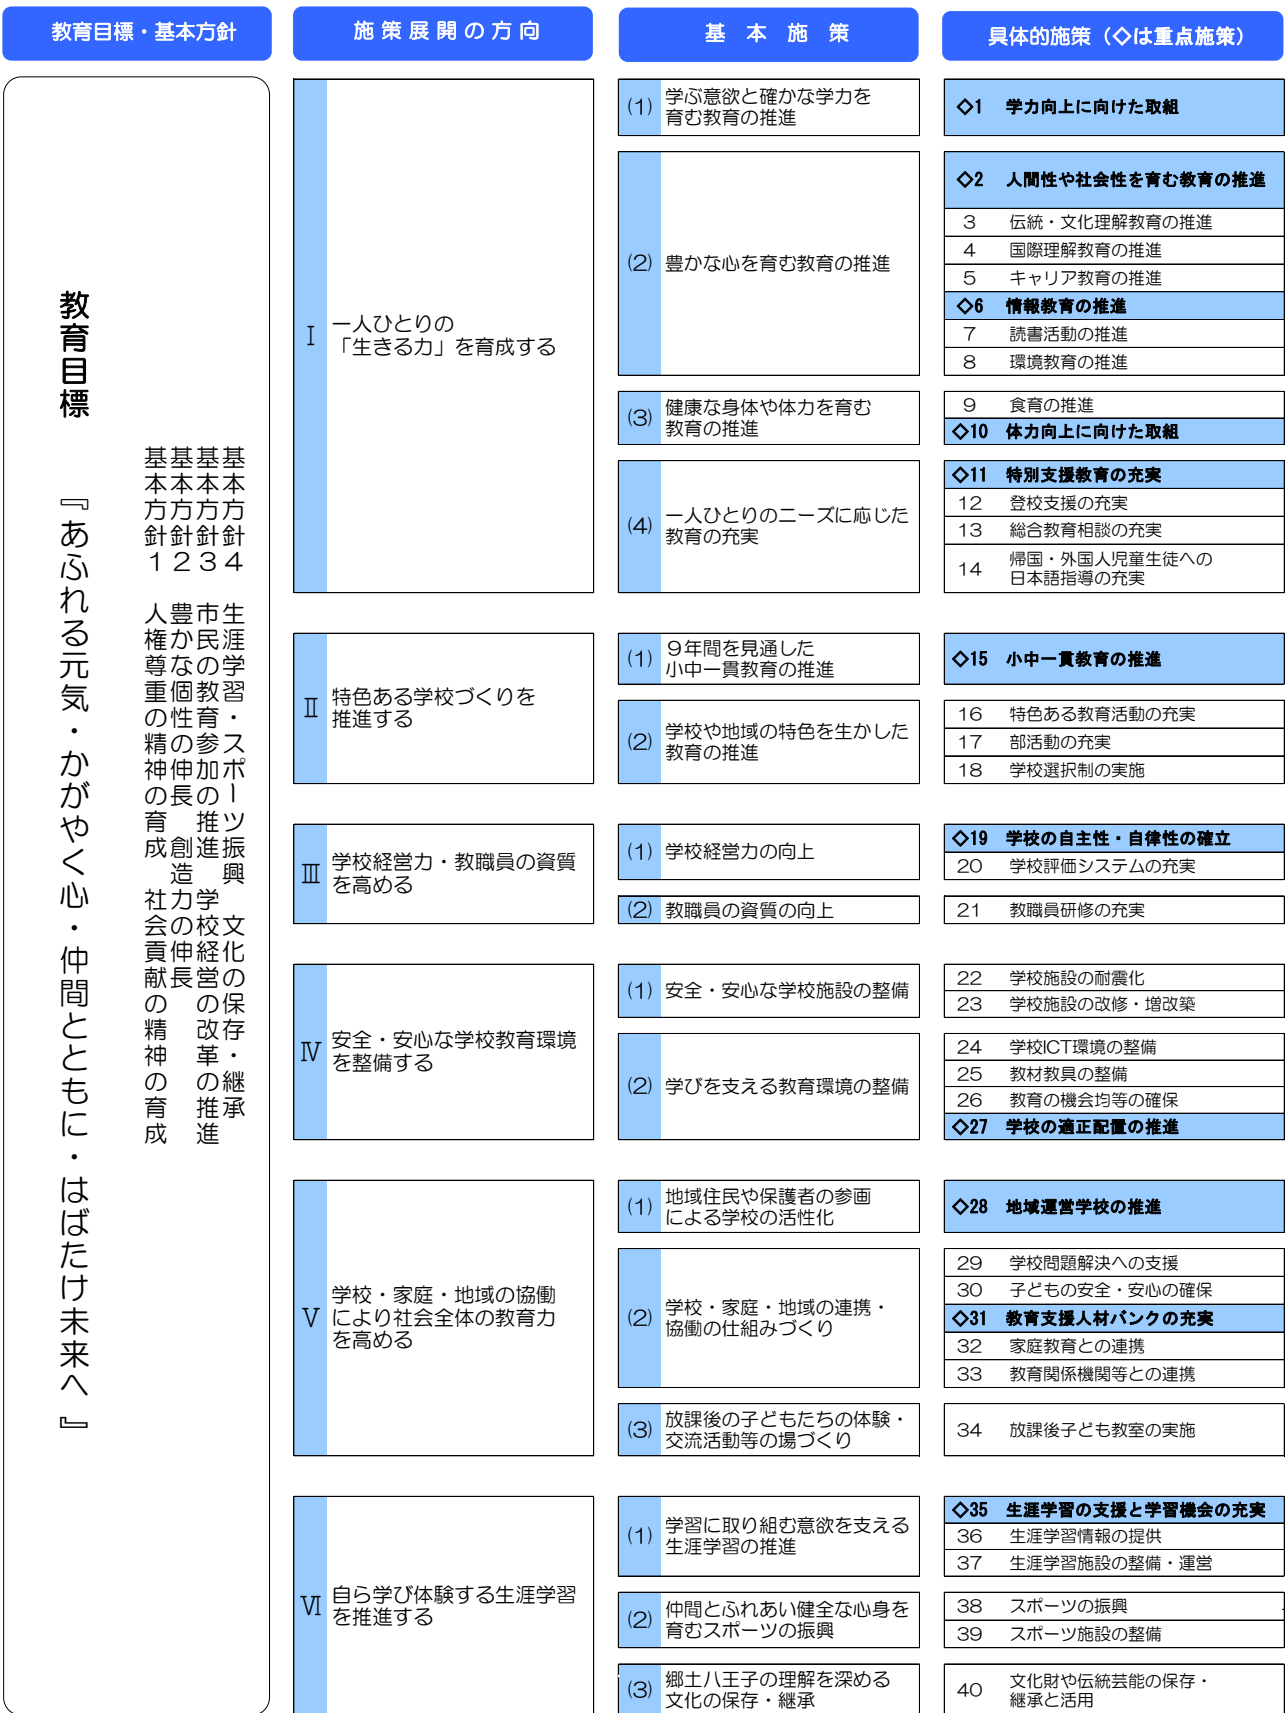 教育目標・基本方針
施策展開の方向
基本施策
具体的施策（◇は重点施策）
教育目標 『あふれる元気・かがやく心・仲間とともに・はばたけ未来へ』
基本方針１ 人権尊重の精神の育成 社会貢献の精神の育成
基本方針２ 豊かな個性の伸長 創造力の伸長
基本方針３ 市民の教育参加の推進 学校経営の改革の推進
基本方針４ 生涯学習・スポーツ振興 文化の保存・継承
Ⅰ 一人ひとりの
「生きる力」を育成する
(1) 学ぶ意欲と確かな学力を
育む教育の推進
◇1 学力向上に向けた取組
(2) 豊かな心を育む教育の推進
◇2 人間性や社会性を育む教育の推進
3 伝統・文化理解教育の推進
4 国際理解教育の推進
5 キャリア教育の推進
◇6 情報教育の推進
7 読書活動の推進
8 環境教育の推進
(3) 健康な身体や体力を育む
教育の推進
9 食育の推進
◇10 体力向上に向けた取組
(4) 一人ひとりのニーズに応じた
教育の充実
◇11 特別支援教育の充実
12 登校支援の充実
13 総合教育相談の充実
14 帰国・外国人児童生徒への
日本語指導の充実
Ⅱ 特色ある学校づくりを
推進する
(1) ９年間を見通した
小中一貫教育の推進
◇15 小中一貫教育の推進
(2) 学校や地域の特色を生かした
教育の推進
16 特色ある教育活動の充実
17 部活動の充実
18 学校選択制の実施
Ⅲ 学校経営力・教職員の資質
を高める
(1) 学校経営力の向上
◇19 学校の自主性・自律性の確立
20 学校評価システムの充実
(2) 教職員の資質の向上
21 教職員研修の充実
Ⅳ 安全・安心な学校教育環境
を整備する
(1) 安全・安心な学校施設の整備
22 学校施設の耐震化
23 学校施設の改修・増改築
(2) 学びを支える教育環境の整備
24 学校ICT環境の整備
25 教材教具の整備
26 教育の機会均等の確保
◇27 学校の適正配置の推進
Ⅴ 学校・家庭・地域の協働
により社会全体の教育力
を高める
(1) 地域住民や保護者の参画
による学校の活性化
◇28 地域運営学校の推進
(2) 学校・家庭・地域の連携・
協働の仕組みづくり
29 学校問題解決への支援
30 子どもの安全・安心の確保
◇31 教育支援人材バンクの充実
32 家庭教育との連携
33 教育関係機関等との連携
(3) 放課後の子どもたちの体験・
交流活動等の場づくり
34 放課後子ども教室の実施
Ⅵ 自ら学び体験する生涯学習
を推進する
(1) 学習に取り組む意欲を支える
生涯学習の推進
◇35 生涯学習の支援と学習機会の充実
36 生涯学習情報の提供
37 生涯学習施設の整備・運営
(2) 仲間とふれあい健全な心身を
育むスポーツの振興
38 スポーツの振興
39 スポーツ施設の整備
(3) 郷土八王子の理解を深める
文化の保存・継承
40 文化財や伝統芸能の保存・
継承と活用